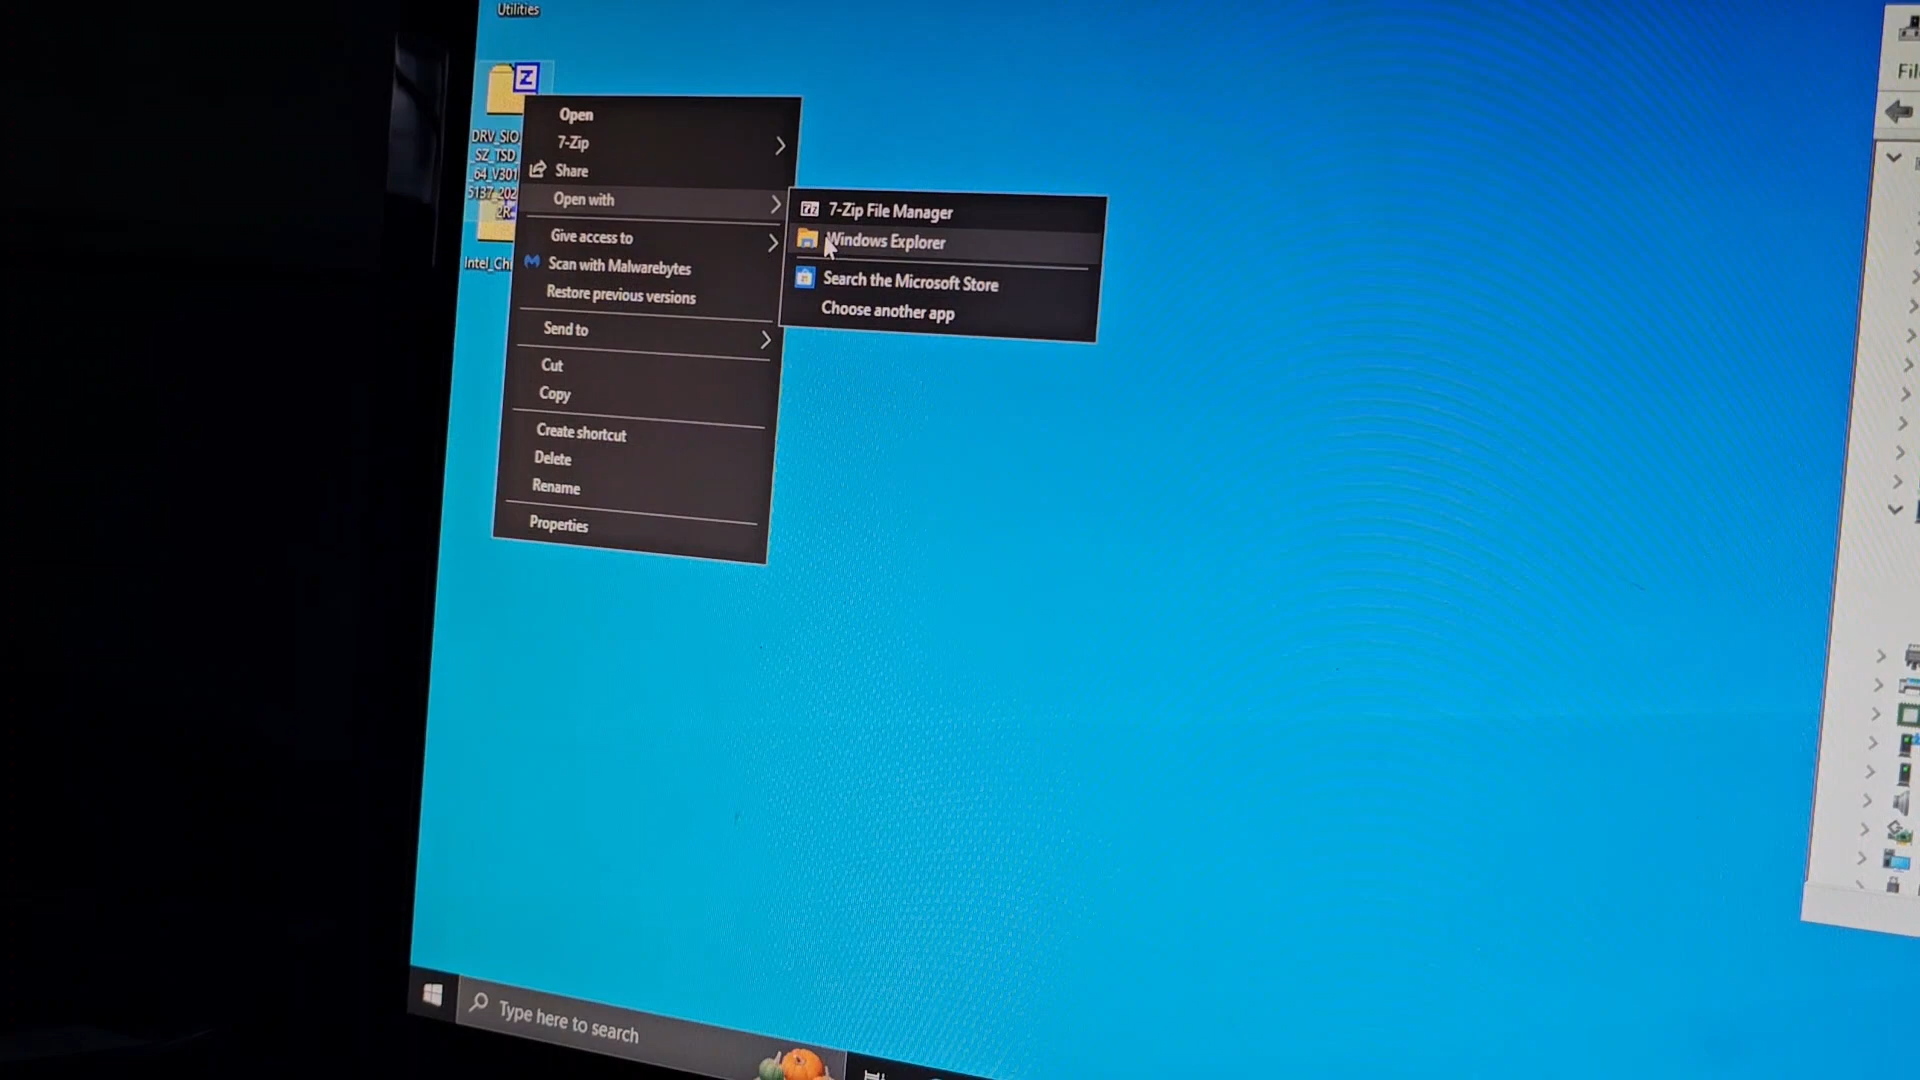 Utilities
Z
DRV_SIO
_SZ_TSD_
_64_V301
5137_202
2R
Intel_Chi
Open
7-Zip
Share
Open with
Give access to
Scan with Malwarebytes
Restore previous versions
Send to
Cut
Copy
Create shortcut
Delete
Rename
Properties
7z 7-Zip File Manager
Windows Explorer
Search the Microsoft Store
Choose another app
Fil
Type here to search